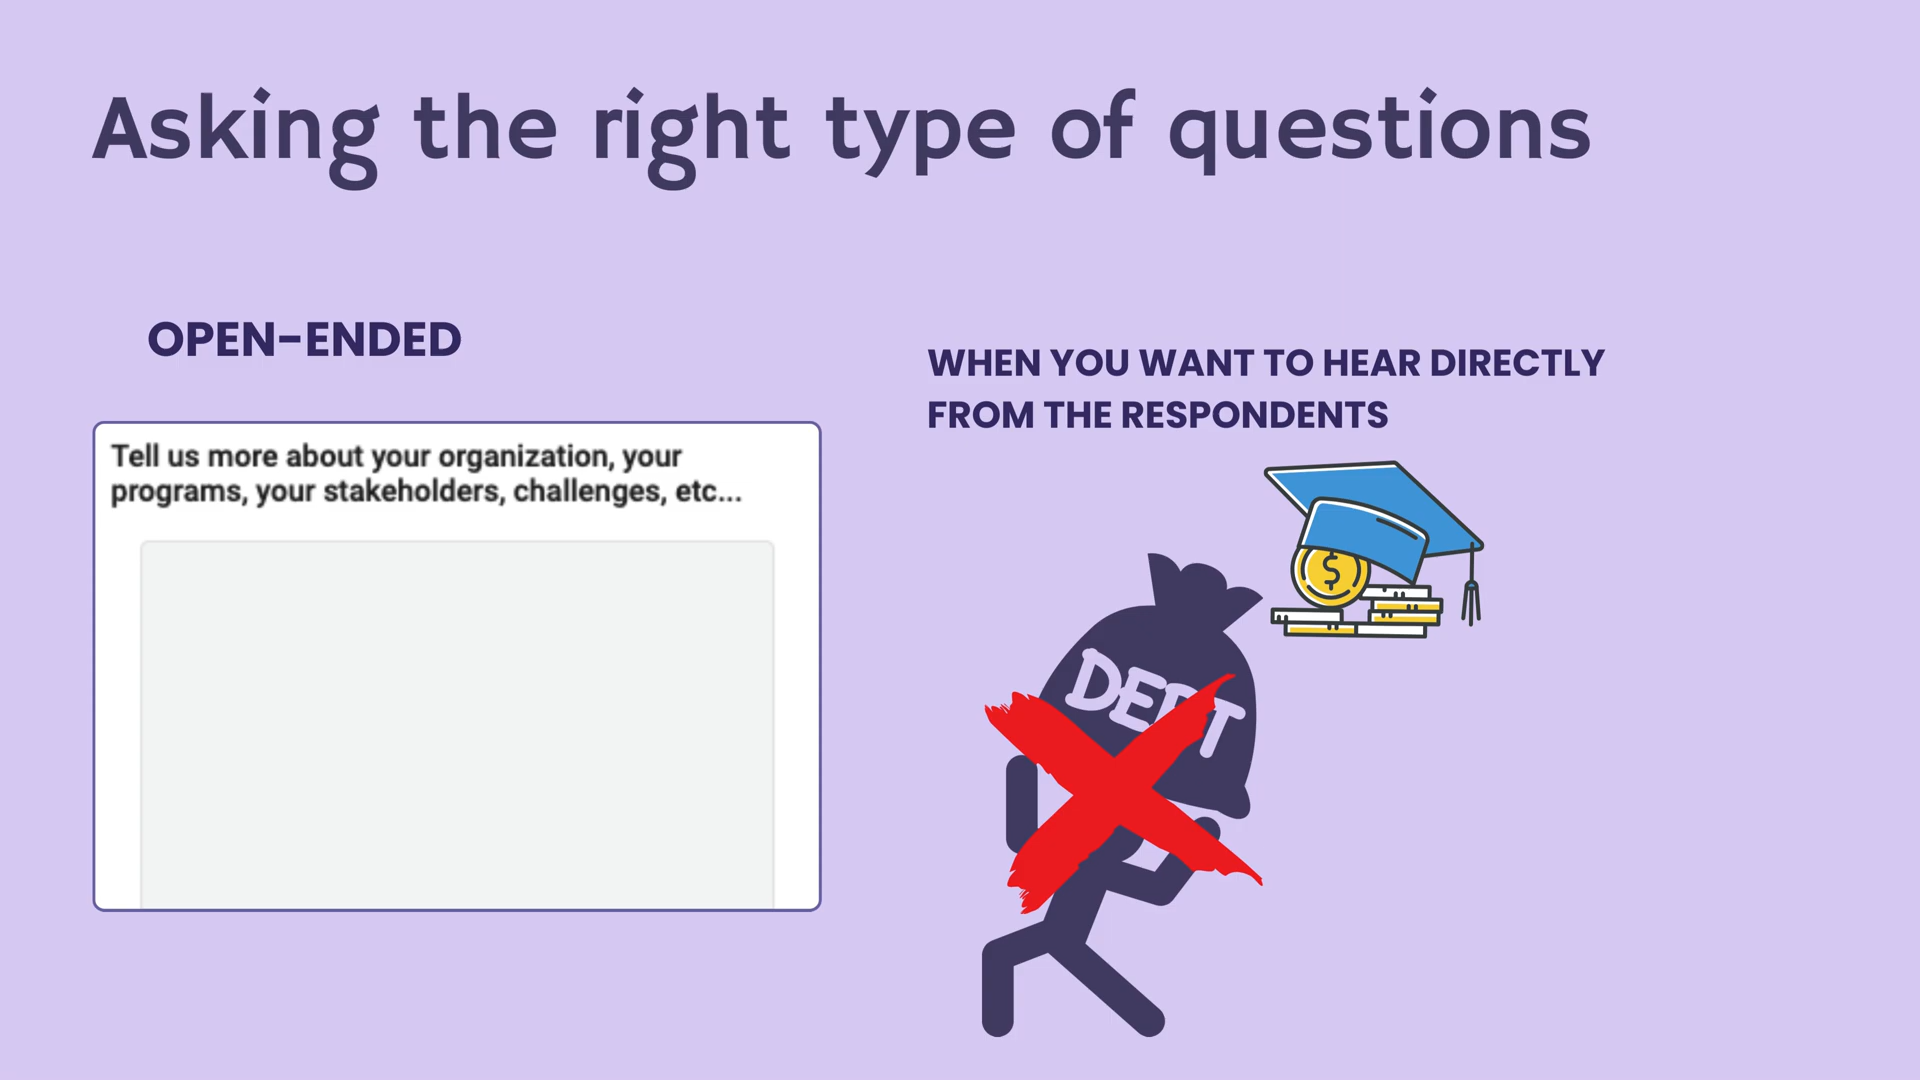 Asking the right type of questions
OPEN-ENDED
Tell us more about your organization, your
programs, your stakeholders, challenges, etc...
WHEN YOU WANT TO HEAR DIRECTLY
FROM THE RESPONDENTS
$
DEBT